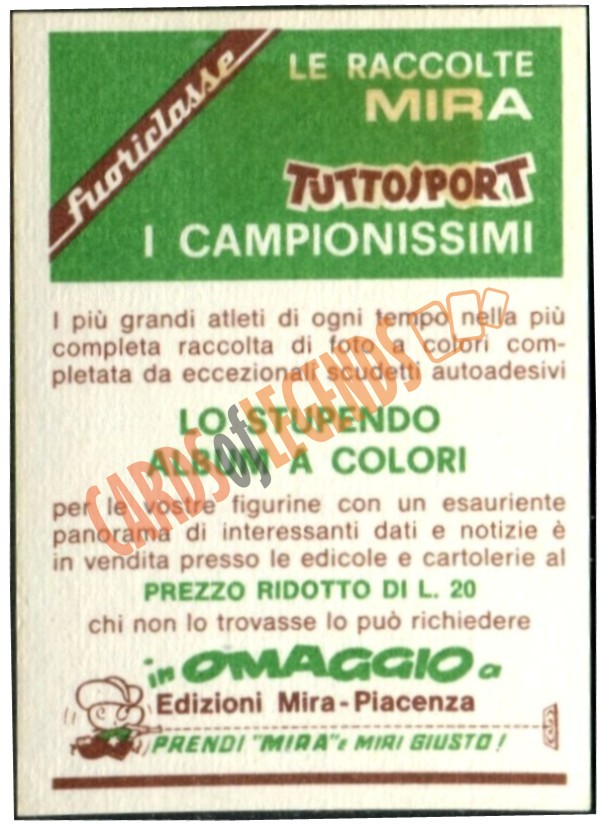 fuoriclasse
LE RACCOLTE
MIRA
TUTTOSPORT
I CAMPIONISSIMI
I più grandi atleti di ogni tempo nella più
completa raccolta di foto a colori com-
pletata da eccezionali scudetti autoadesivi
LO STUPENDO
ALBUM A COLORI
per le vostre figurine con un esauriente
panorama di interessanti dati e notizie è
in vendita presso le edicole e cartolerie al
PREZZO RIDOTTO DI L. 20
chi non lo trovasse lo può richiedere
in OMAGGIO a
Edizioni Mira-Piacenza
PRENDI "MIRA" e MIRI GIUSTO!
CARDS of LEGENDS